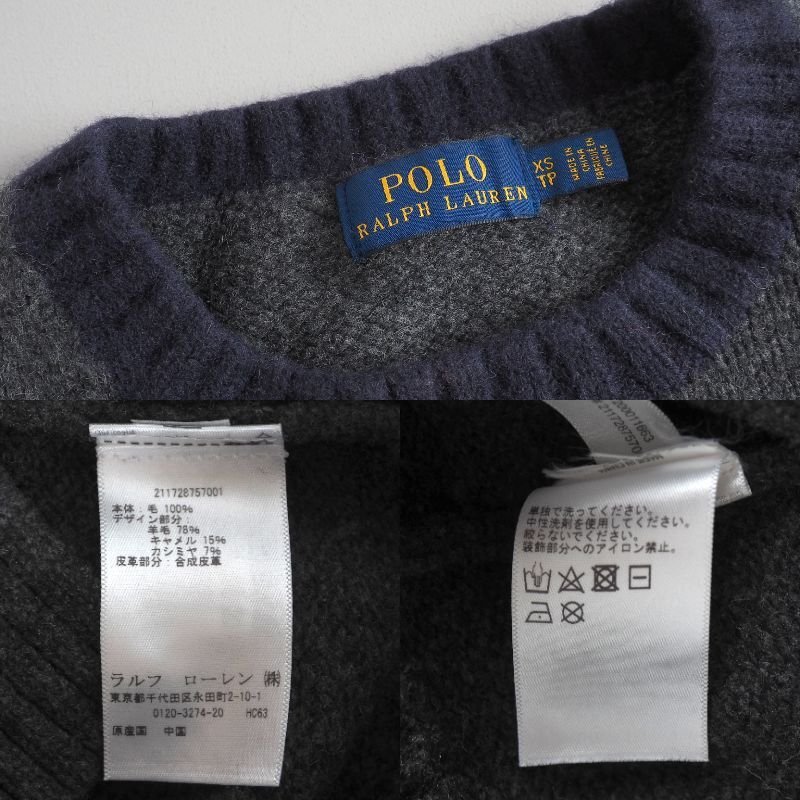 POLO
RALPH LAUREN
XS
TP
MADE IN
CHINA
FABRIQUÉ EN
CHINE
211728757001
本体：毛 100%
デザイン部分：
羊毛 78%
キャメル 15%
カシミヤ 7%
皮革部分：合成皮革
ラルフ ローレン ㈱
東京都千代田区永田町2-10-1
0120-3274-20 HC63
原産国 中国
200011863
211728757
単独で洗ってください。
中性洗剤を使用してください。
絞らないでください。
装飾部分へのアイロン禁止。